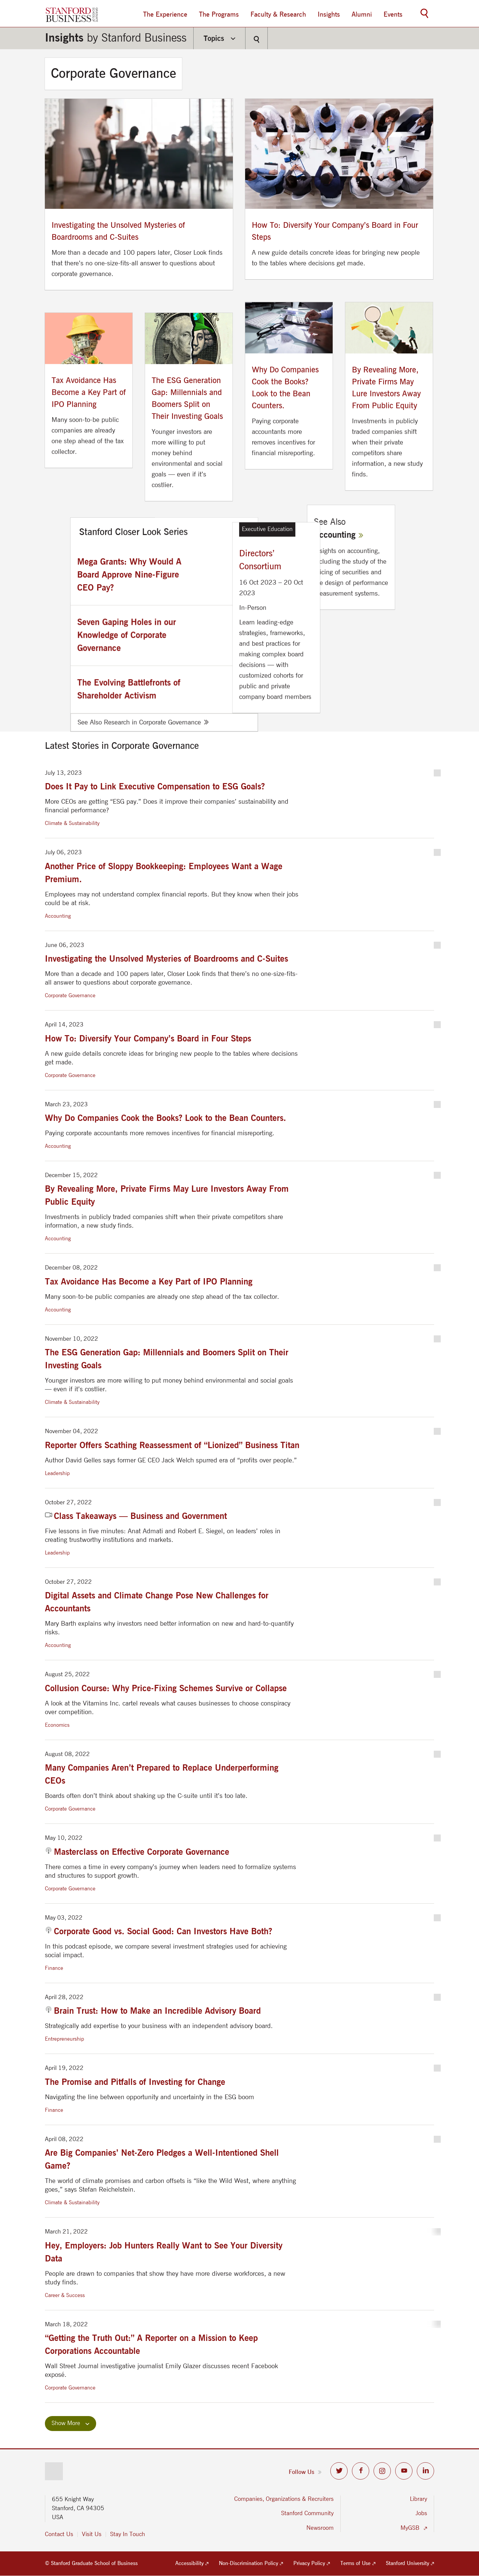 STANFORD
BUSINESS
The Experience
The Programs
Faculty & Research
Insights
Alumni
Events
Insights by Stanford Business
Topics
Corporate Governance
Investigating the Unsolved Mysteries of
Boardrooms and C-Suites
More than a decade and 100 papers later, Closer Look finds
that there’s no one-size-fits-all answer to questions about
corporate governance.
How To: Diversify Your Company’s Board in Four
Steps
A new guide details concrete ideas for bringing new people
to the tables where decisions get made.
Tax Avoidance Has
Become a Key Part of
IPO Planning
Many soon-to-be public
companies are already
one step ahead of the tax
collector.
The ESG Generation
Gap: Millennials and
Boomers Split on
Their Investing Goals
Younger investors are
more willing to put
money behind
environmental and social
goals — even if it’s
costlier.
Why Do Companies
Cook the Books?
Look to the Bean
Counters.
Paying corporate
accountants more
removes incentives for
financial misreporting.
By Revealing More,
Private Firms May
Lure Investors Away
From Public Equity
Investments in publicly
traded companies shift
when their private
competitors share
information, a new study
finds.
Stanford Closer Look Series
Mega Grants: Why Would A
Board Approve Nine-Figure
CEO Pay?
Seven Gaping Holes in our
Knowledge of Corporate
Governance
The Evolving Battlefronts of
Shareholder Activism
See Also Research in Corporate Governance
Executive Education
Directors’
Consortium
16 Oct 2023 – 20 Oct
2023
In-Person
Learn leading-edge
strategies, frameworks,
and best practices for
making complex board
decisions — with
customized cohorts for
public and private
company board members
See Also
Accounting
sights on accounting,
cluding the study of the
icing of securities and
e design of performance
easurement systems.
Latest Stories in Corporate Governance
July 13, 2023
Does It Pay to Link Executive Compensation to ESG Goals?
More CEOs are getting “ESG pay.” Does it improve their companies’ sustainability and
financial performance?
Climate & Sustainability
July 06, 2023
Another Price of Sloppy Bookkeeping: Employees Want a Wage
Premium.
Employees may not understand complex financial reports. But they know when their jobs
could be at risk.
Accounting
June 06, 2023
Investigating the Unsolved Mysteries of Boardrooms and C-Suites
More than a decade and 100 papers later, Closer Look finds that there’s no one-size-fits-
all answer to questions about corporate governance.
Corporate Governance
April 14, 2023
How To: Diversify Your Company’s Board in Four Steps
A new guide details concrete ideas for bringing new people to the tables where decisions
get made.
Corporate Governance
March 23, 2023
Why Do Companies Cook the Books? Look to the Bean Counters.
Paying corporate accountants more removes incentives for financial misreporting.
Accounting
December 15, 2022
By Revealing More, Private Firms May Lure Investors Away From
Public Equity
Investments in publicly traded companies shift when their private competitors share
information, a new study finds.
Accounting
December 08, 2022
Tax Avoidance Has Become a Key Part of IPO Planning
Many soon-to-be public companies are already one step ahead of the tax collector.
Accounting
November 10, 2022
The ESG Generation Gap: Millennials and Boomers Split on Their
Investing Goals
Younger investors are more willing to put money behind environmental and social goals
— even if it’s costlier.
Climate & Sustainability
November 04, 2022
Reporter Offers Scathing Reassessment of “Lionized” Business Titan
Author David Gelles says former GE CEO Jack Welch spurred era of “profits over people.”
Leadership
October 27, 2022
Class Takeaways — Business and Government
Five lessons in five minutes: Anat Admati and Robert E. Siegel, on leaders’ roles in
creating trustworthy institutions and markets.
Leadership
October 27, 2022
Digital Assets and Climate Change Pose New Challenges for
Accountants
Mary Barth explains why investors need better information on new and hard-to-quantify
risks.
Accounting
August 25, 2022
Collusion Course: Why Price-Fixing Schemes Survive or Collapse
A look at the Vitamins Inc. cartel reveals what causes businesses to choose conspiracy
over competition.
Economics
August 08, 2022
Many Companies Aren’t Prepared to Replace Underperforming
CEOs
Boards often don’t think about shaking up the C-suite until it’s too late.
Corporate Governance
May 10, 2022
Masterclass on Effective Corporate Governance
There comes a time in every company’s journey when leaders need to formalize systems
and structures to support growth.
Corporate Governance
May 03, 2022
Corporate Good vs. Social Good: Can Investors Have Both?
In this podcast episode, we compare several investment strategies used for achieving
social impact.
Finance
April 28, 2022
Brain Trust: How to Make an Incredible Advisory Board
Strategically add expertise to your business with an independent advisory board.
Entrepreneurship
April 19, 2022
The Promise and Pitfalls of Investing for Change
Navigating the line between opportunity and uncertainty in the ESG boom
Finance
April 08, 2022
Are Big Companies’ Net-Zero Pledges a Well-Intentioned Shell
Game?
The world of climate promises and carbon offsets is “like the Wild West, where anything
goes,” says Stefan Reichelstein.
Climate & Sustainability
March 21, 2022
Hey, Employers: Job Hunters Really Want to See Your Diversity
Data
People are drawn to companies that show they have more diverse workforces, a new
study finds.
Career & Success
March 18, 2022
“Getting the Truth Out:” A Reporter on a Mission to Keep
Corporations Accountable
Wall Street Journal investigative journalist Emily Glazer discusses recent Facebook
exposé.
Corporate Governance
Show More
Follow Us
655 Knight Way
Stanford, CA 94305
USA
Contact Us
Visit Us
Stay In Touch
Companies, Organizations & Recruiters
Stanford Community
Newsroom
Library
Jobs
MyGSB
© Stanford Graduate School of Business
Accessibility
Non-Discrimination Policy
Privacy Policy
Terms of Use
Stanford University